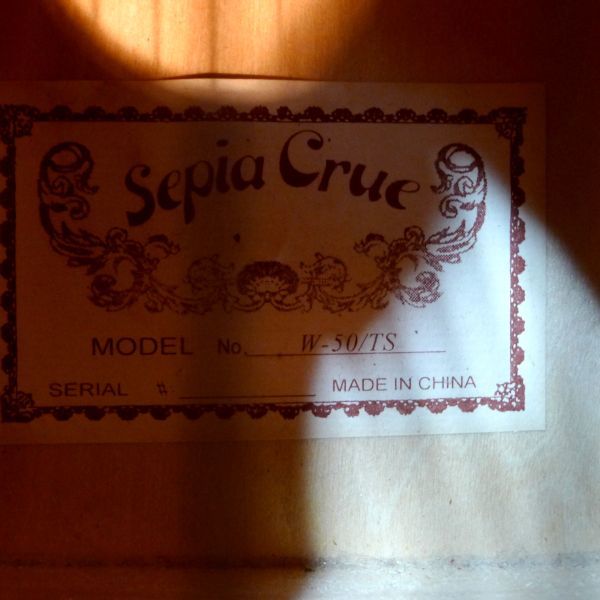 Sepia Crue
MODEL No. W-50/TS
SERIAL # MADE IN CHINA